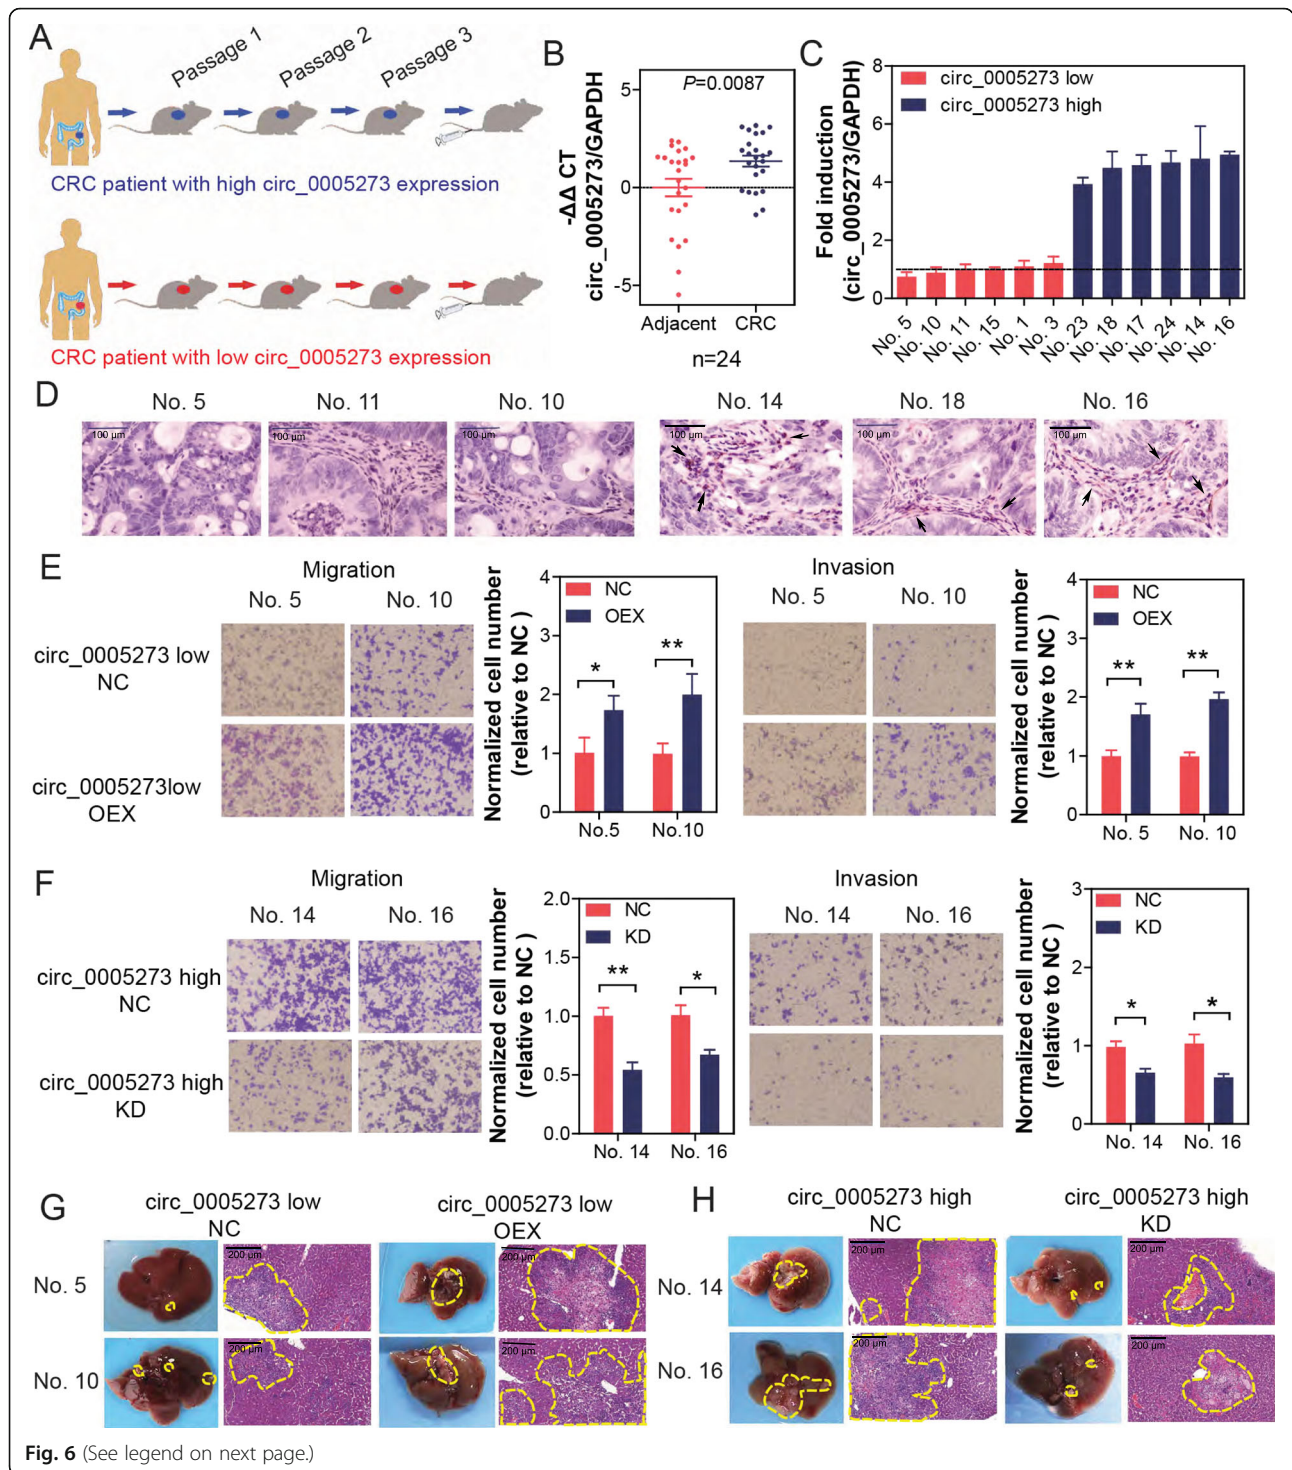 A
Passage 1
Passage 2
Passage 3
CRC patient with high circ_0005273 expression
CRC patient with low circ_0005273 expression
B
-ΔΔ CT
circ_0005273/GAPDH
P=0.0087
5
0
-5
Adjacent
CRC
n=24
C
Fold induction
(circ_0005273/GAPDH)
circ_0005273 low
circ_0005273 high
8
6
4
2
0
No. 5
No. 10
No. 11
No. 15
No. 1
No. 3
No. 23
No. 18
No. 17
No. 24
No. 14
No. 16
D
No. 5
No. 11
No. 10
No. 14
No. 18
No. 16
100 µm
100 µm
100 µm
100 µm
100 µm
100 µm
E
Migration
No. 5
No. 10
circ_0005273 low
NC
circ_0005273low
OEX
Normalized cell number
(relative to NC )
4
3
2
1
0
NC
OEX
*
**
No.5
No.10
Invasion
No. 5
No. 10
Normalized cell number
(relative to NC )
4
3
2
1
0
NC
OEX
**
**
No. 5
No. 10
F
Migration
No. 14
No. 16
circ_0005273 high
NC
circ_0005273 high
KD
Normalized cell number
(relative to NC )
2.0
1.5
1.0
0.5
0.0
NC
KD
**
*
No. 14
No. 16
Invasion
No. 14
No. 16
Normalized cell number
(relative to NC )
3
2
1
0
NC
KD
*
*
No. 14
No. 16
G
circ_0005273 low
NC
circ_0005273 low
OEX
No. 5
No. 10
200 µm
200 µm
200 µm
200 µm
H
circ_0005273 high
NC
circ_0005273 high
KD
No. 14
No. 16
200 µm
200 µm
200 µm
200 µm
Fig. 6 (See legend on next page.)